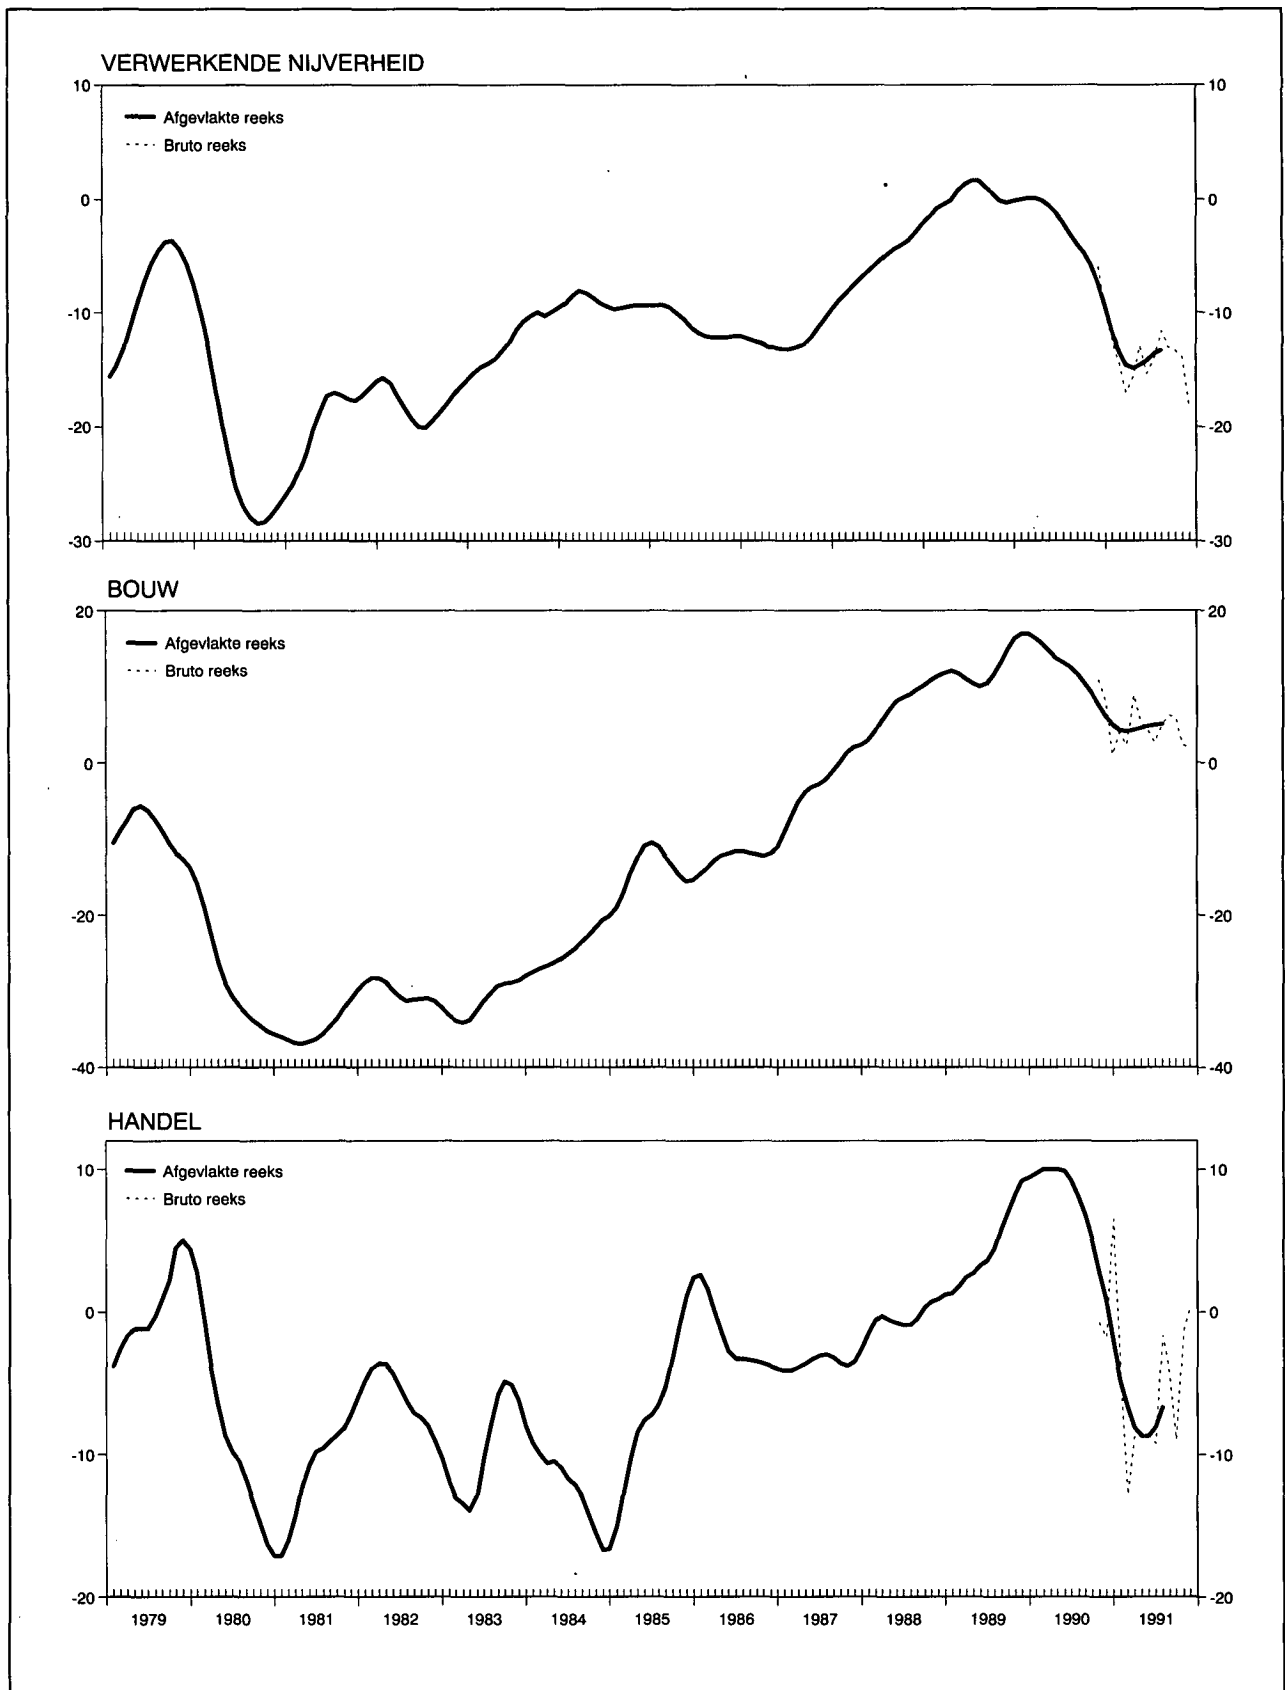 VERWERKENDE NIJVERHEID
10 10
Afgevlakte reeks
Bruto reeks
0 0
-10 -10
-20 -20
-30 -30
BOUW
20 20
Afgevlakte reeks
Bruto reeks
0 0
-20 -20
-40 -40
HANDEL
10 10
Afgevlakte reeks
Bruto reeks
0 0
-10 -10
-20 -20
1979 1980 1981 1982 1983 1984 1985 1986 1987 1988 1989 1990 1991